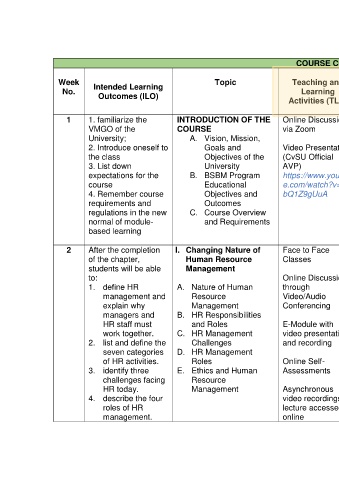 COURSE C
Week
No.
Intended Learning
Outcomes (ILO)
Topic
Teaching an
Learning
Activities (TL
1
1. familiarize the
VMGO of the
University;
2. Introduce oneself to
the class
3. List down
expectations for the
course
4. Remember course
requirements and
regulations in the new
normal of module-
based learning
INTRODUCTION OF THE
COURSE
A. Vision, Mission,
Goals and
Objectives of the
University
B. BSBM Program
Educational
Objectives and
Outcomes
C. Course Overview
and Requirements
Online Discussi
via Zoom
Video Presentat
(CvSU Official
AVP)
https://www.you
e.com/watch?v=
bQ1Z9gUuA
2
After the completion
of the chapter,
students will be able
to:
1. define HR
management and
explain why
managers and
HR staff must
work together.
2. list and define the
seven categories
of HR activities.
3. identify three
challenges facing
HR today.
4. describe the four
roles of HR
management.
I. Changing Nature of
Human Resource
Management
A. Nature of Human
Resource
Management
B. HR Responsibilities
and Roles
C. HR Management
Challenges
D. HR Management
Roles
E. Ethics and Human
Resource
Management
Face to Face
Classes
Online Discussi
through
Video/Audio
Conferencing
E-Module with
video presentati
and recording
Online Self-
Assessments
Asynchronous
video recordings
lecture accesse
online